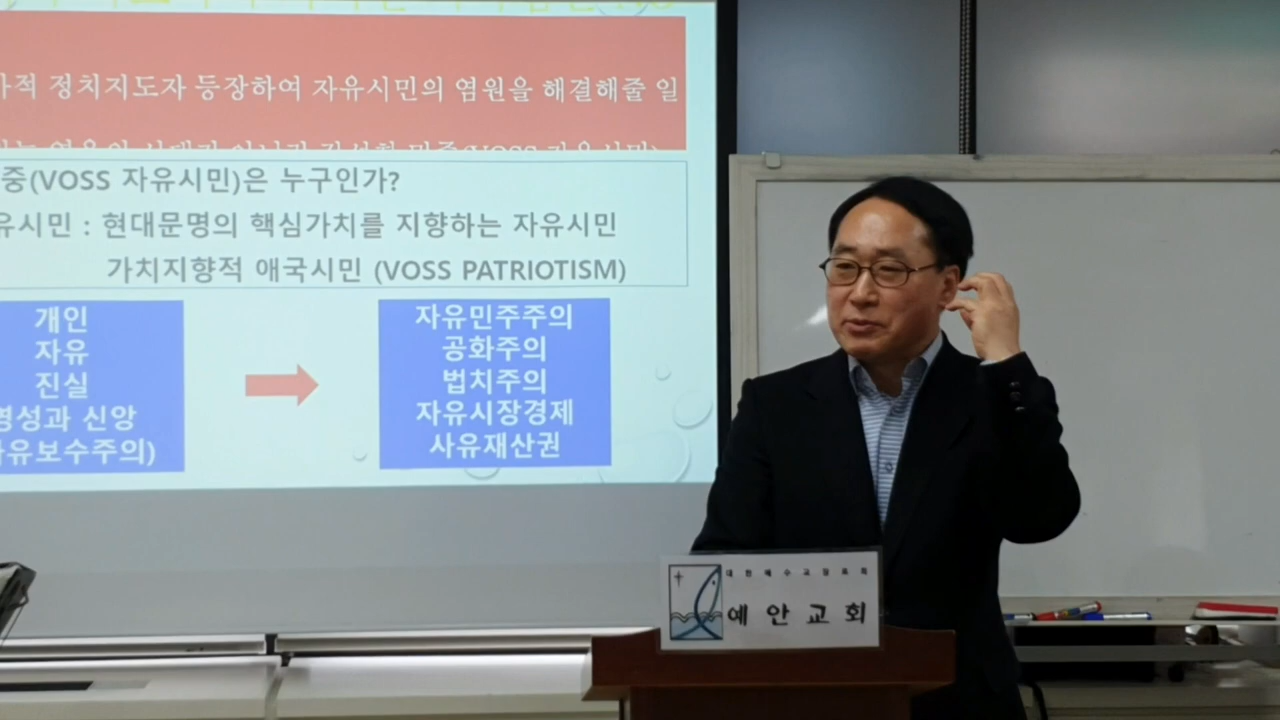 적 정치지도자 등장하여 자유시민의 염원을 해결해줄 일
중(VOSS 자유시민)은 누구인가?
유시민 : 현대문명의 핵심가치를 지향하는 자유시민
가치지향적 애국시민 (VOSS PATRIOTISM)
개인
자유
진실
영성과 신앙
자유보수주의)
자유민주주의
공화주의
법치주의
자유시장경제
사유재산권
대한예수교장로회
예안교회